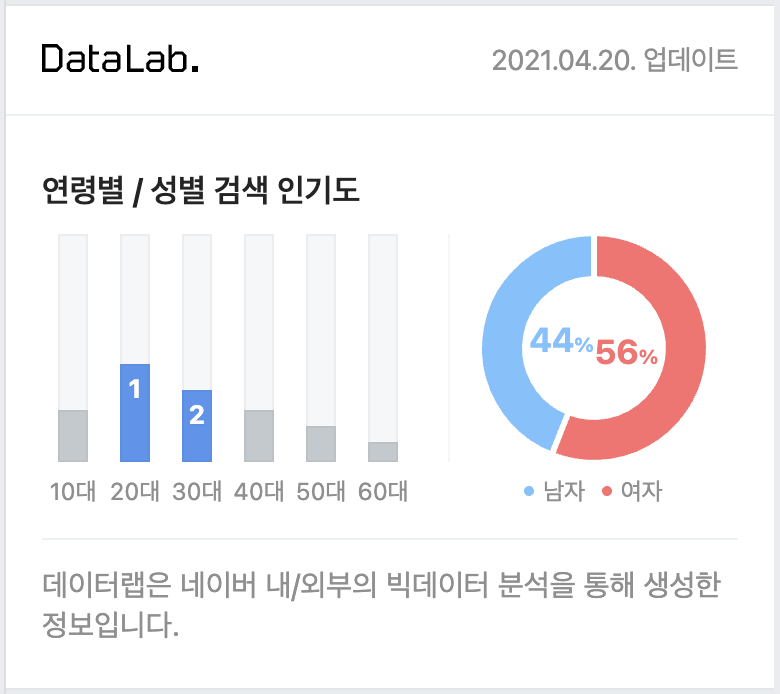 DataLab.
2021.04.20. 업데이트
연령별 / 성별 검색 인기도
1
2
44%
56%
10대 20대 30대 40대 50대 60대
남자 여자
데이터랩은 네이버 내/외부의 빅데이터 분석을 통해 생성한
정보입니다.